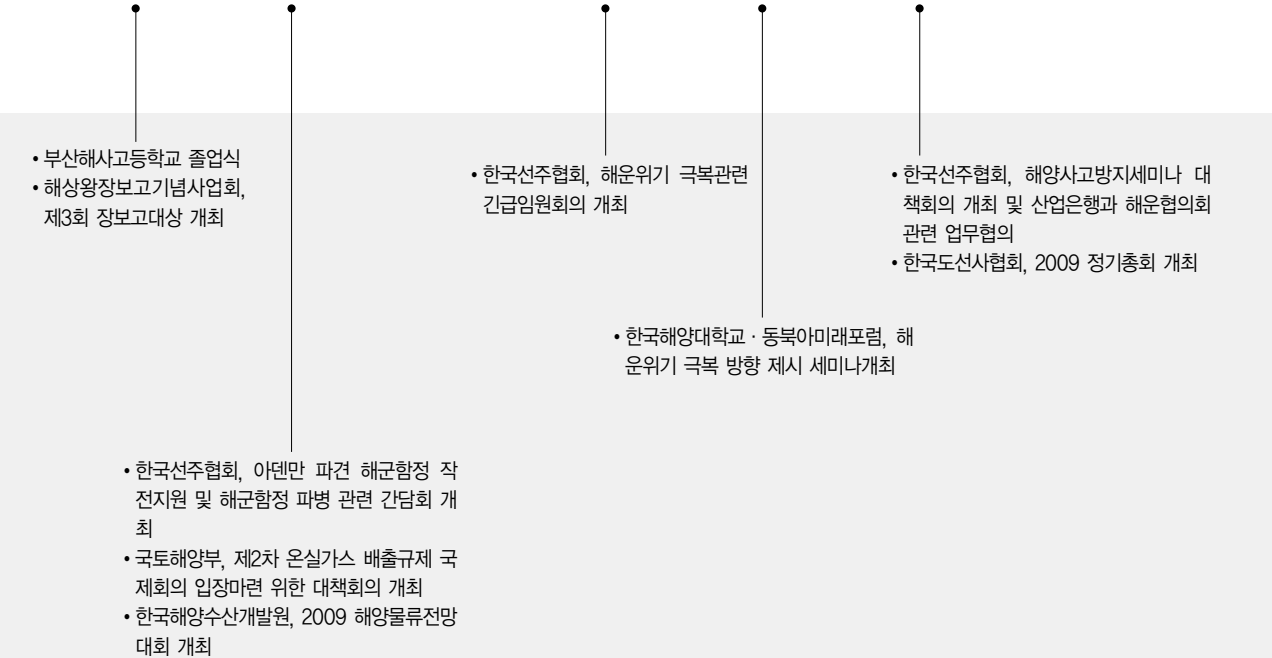 • 부산해사고등학교 졸업식
• 해상왕장보고기념사업회,
제3회 장보고대상 개최
• 한국선주협회, 아덴만 파견 해군함정 작
전지원 및 해군함정 파병 관련 간담회 개
최
• 국토해양부, 제2차 온실가스 배출규제 국
제회의 입장마련 위한 대책회의 개최
• 한국해양수산개발원, 2009 해양물류전망
대회 개최
• 한국선주협회, 해운위기 극복관련
긴급임원회의 개최
• 한국해양대학교 · 동북아미래포럼, 해
운위기 극복 방향 제시 세미나개최
• 한국선주협회, 해양사고방지세미나 대
책회의 개최 및 산업은행과 해운협의회
관련 업무협의
• 한국도선사협회, 2009 정기총회 개최